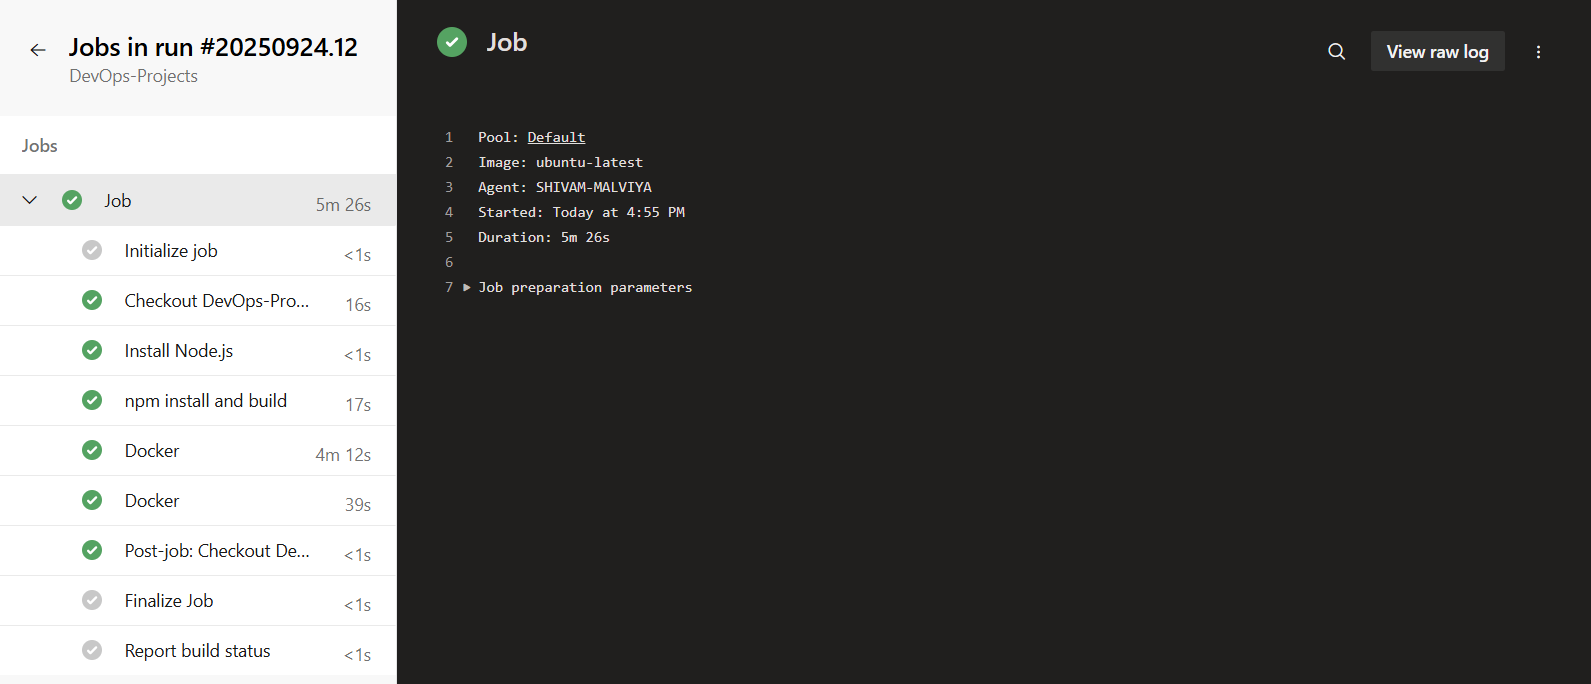 Jobs in run #20250924.12
DevOps-Projects
Jobs
Job 5m 26s
Initialize job <1s
Checkout DevOps-Pro... 16s
Install Node.js <1s
npm install and build 17s
Docker 4m 12s
Docker 39s
Post-job: Checkout De... <1s
Finalize Job <1s
Report build status <1s
Job
View raw log
1 Pool: Default
2 Image: ubuntu-latest
3 Agent: SHIVAM-MALVIYA
4 Started: Today at 4:55 PM
5 Duration: 5m 26s
6
7 Job preparation parameters